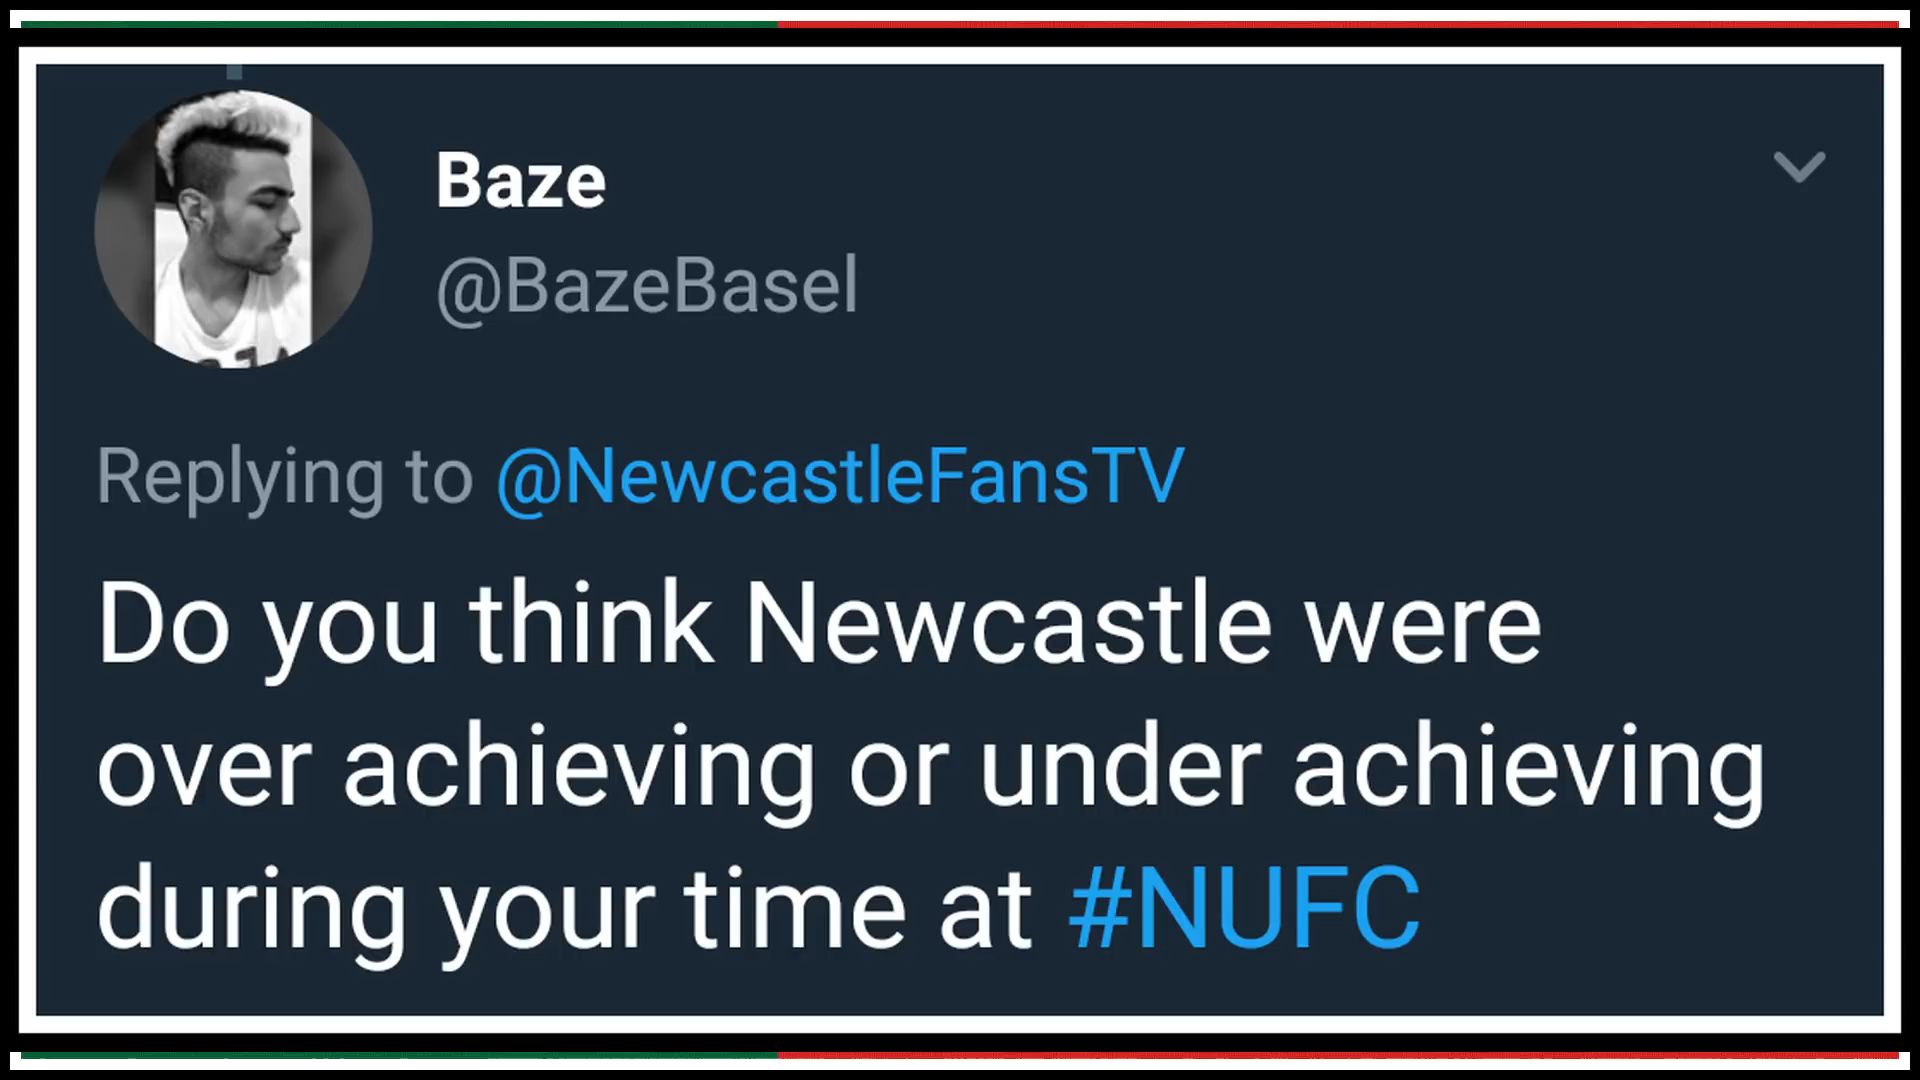 Baze
@BazeBasel
Replying to @NewcastleFansTV
Do you think Newcastle were
over achieving or under achieving
during your time at #NUFC